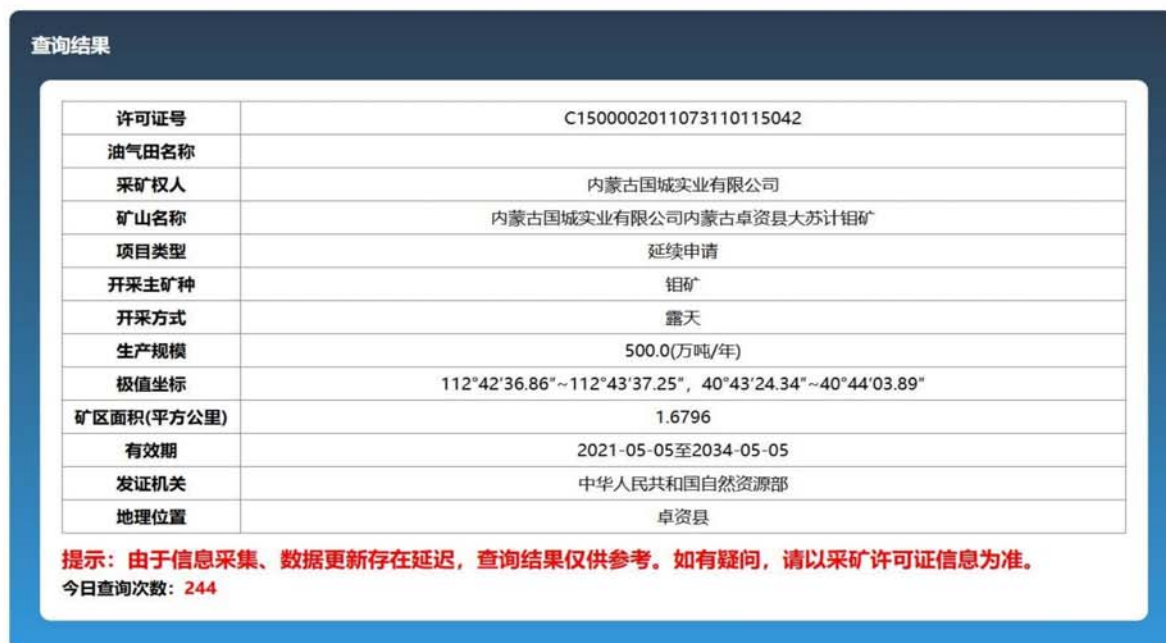 查询结果
许可证号 C1500002011073110115042
油气田名称
采矿权人 内蒙古国城实业有限公司
矿山名称 内蒙古国城实业有限公司内蒙古卓资县大苏计钼矿
项目类型 延续申请
开采主矿种 钼矿
开采方式 露天
生产规模 500.0(万吨/年)
极值坐标 112°42'36.86"~112°43'37.25"，40°43'24.34"~40°44'03.89"
矿区面积(平方公里) 1.6796
有效期 2021-05-05至2034-05-05
发证机关 中华人民共和国自然资源部
地理位置 卓资县
提示：由于信息采集、数据更新存在延迟，查询结果仅供参考。如有疑问，请以采矿许可证信息为准。
今日查询次数：244